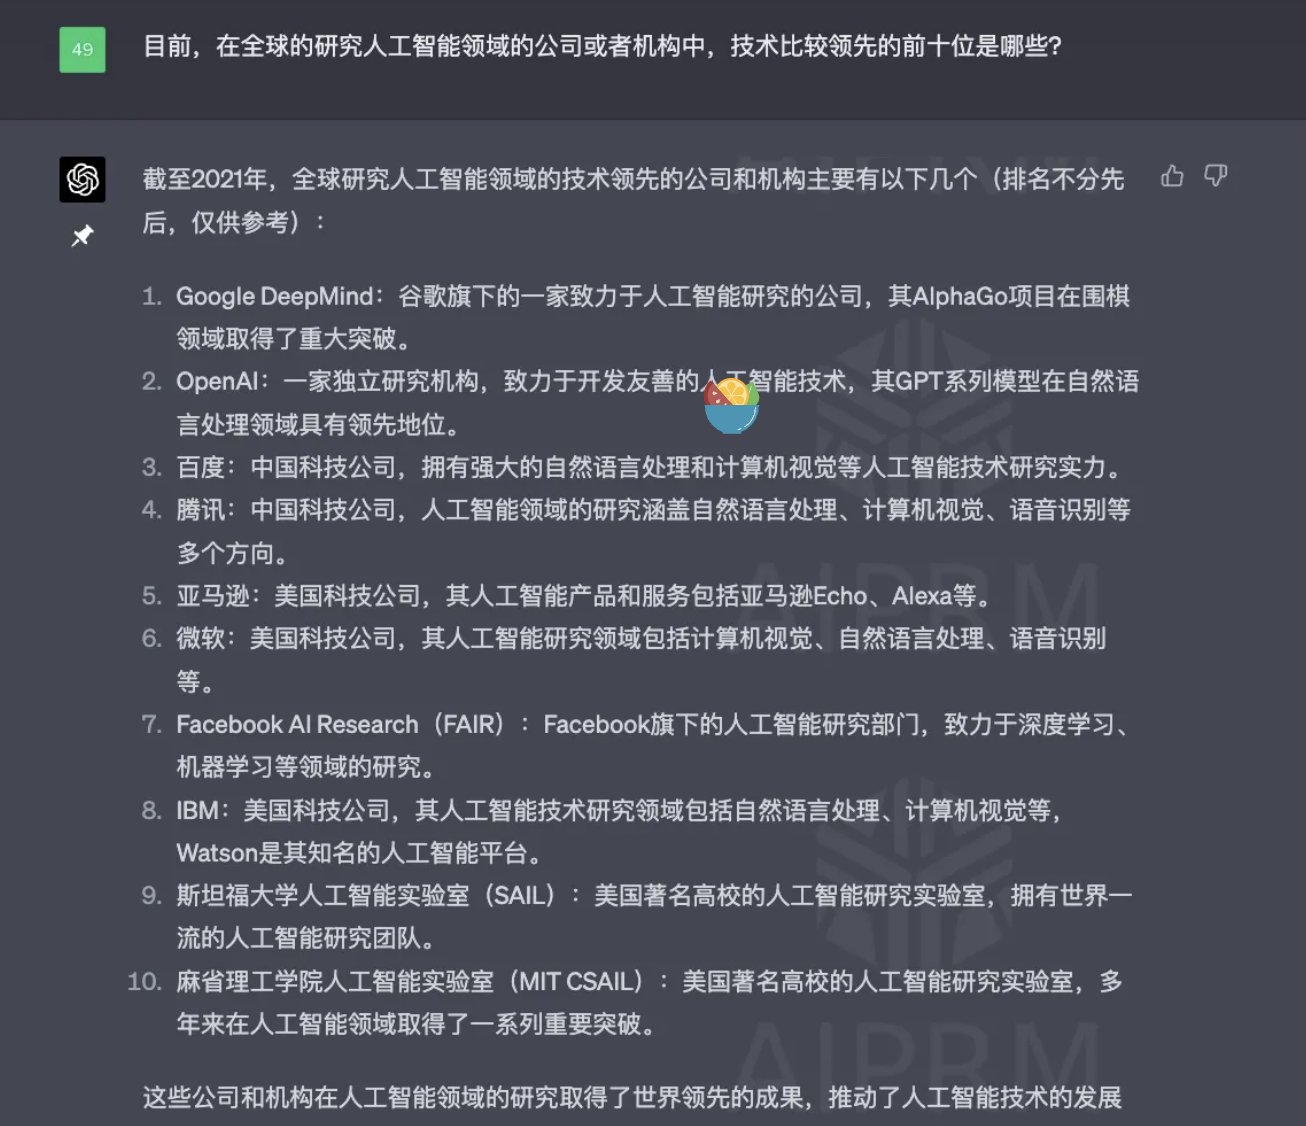 49
目前，在全球的研究人工智能领域的公司或者机构中，技术比较领先的前十位是哪些？
截至2021年，全球研究人工智能领域的技术领先的公司和机构主要有以下几个（排名不分先
后，仅供参考）：
1. Google DeepMind：谷歌旗下的一家致力于人工智能研究的公司，其AlphaGo项目在围棋
领域取得了重大突破。
2. OpenAI：一家独立研究机构，致力于开发友善的人工智能技术，其GPT系列模型在自然语
言处理领域具有领先地位。
3. 百度：中国科技公司，拥有强大的自然语言处理和计算机视觉等人工智能技术研究实力。
4. 腾讯：中国科技公司，人工智能领域的研究涵盖自然语言处理、计算机视觉、语音识别等
多个方向。
5. 亚马逊：美国科技公司，其人工智能产品和服务包括亚马逊Echo、Alexa等。
6. 微软：美国科技公司，其人工智能研究领域包括计算机视觉、自然语言处理、语音识别
等。
7. Facebook AI Research（FAIR）：Facebook旗下的人工智能研究部门，致力于深度学习、
机器学习等领域的研究。
8. IBM：美国科技公司，其人工智能技术研究领域包括自然语言处理、计算机视觉等，
Watson是其知名的人工智能平台。
9. 斯坦福大学人工智能实验室（SAIL）：美国著名高校的人工智能研究实验室，拥有世界一
流的人工智能研究团队。
10. 麻省理工学院人工智能实验室（MIT CSAIL）：美国著名高校的人工智能研究实验室，多
年来在人工智能领域取得了一系列重要突破。
这些公司和机构在人工智能领域的研究取得了世界领先的成果，推动了人工智能技术的发展
AIPRM
AIPRM